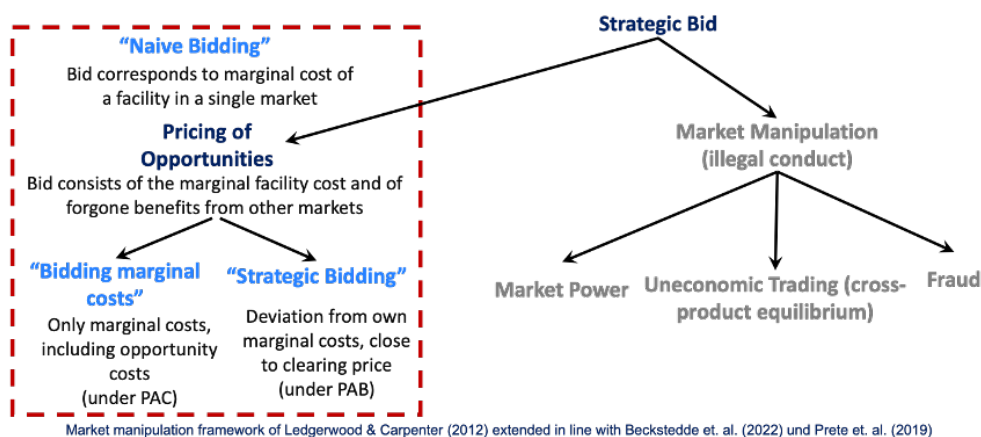 Strategic Bid
“Naive Bidding”
Bid corresponds to marginal cost of
a facility in a single market
Pricing of
Opportunities
Bid consists of the marginal facility cost and of
forgone benefits from other markets
“Bidding marginal
costs”
Only marginal costs,
including opportunity
costs
(under PAC)
“Strategic Bidding”
Deviation from own
marginal costs, close
to clearing price
(under PAB)
Market Manipulation
(illegal conduct)
Market Power
Uneconomic Trading (cross-
product equilibrium)
Fraud
Market manipulation framework of Ledgerwood & Carpenter (2012) extended in line with Beckstedde et. al. (2022) und Prete et. al. (2019)